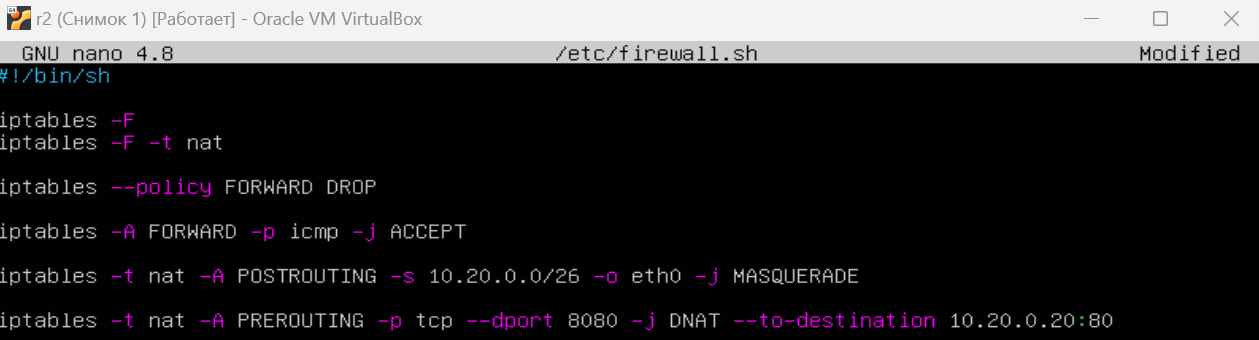 64
r2 (Снимок 1) [Работает] - Oracle VM VirtualBox
GNU nano 4.8 /etc/firewall.sh Modified
#!/bin/sh
iptables -F
iptables -F -t nat
iptables --policy FORWARD DROP
iptables -A FORWARD -p icmp -j ACCEPT
iptables -t nat -A POSTROUTING -s 10.20.0.0/26 -o eth0 -j MASQUERADE
iptables -t nat -A PREROUTING -p tcp --dport 8080 -j DNAT --to-destination 10.20.0.20:80